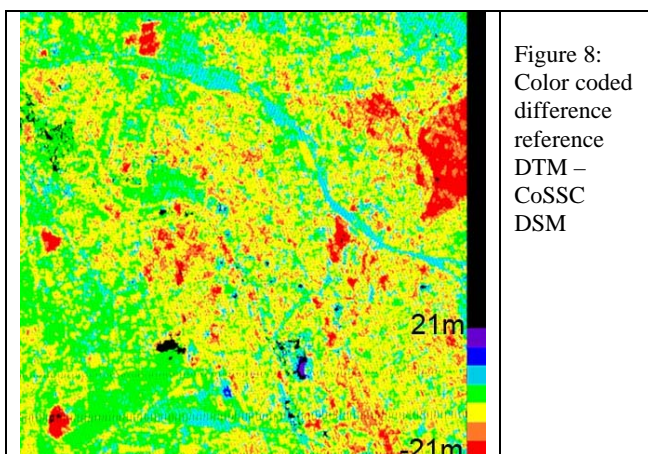 21m
-21m
Figure 8:
Color coded
difference
reference
DTM –
CoSSC
DSM